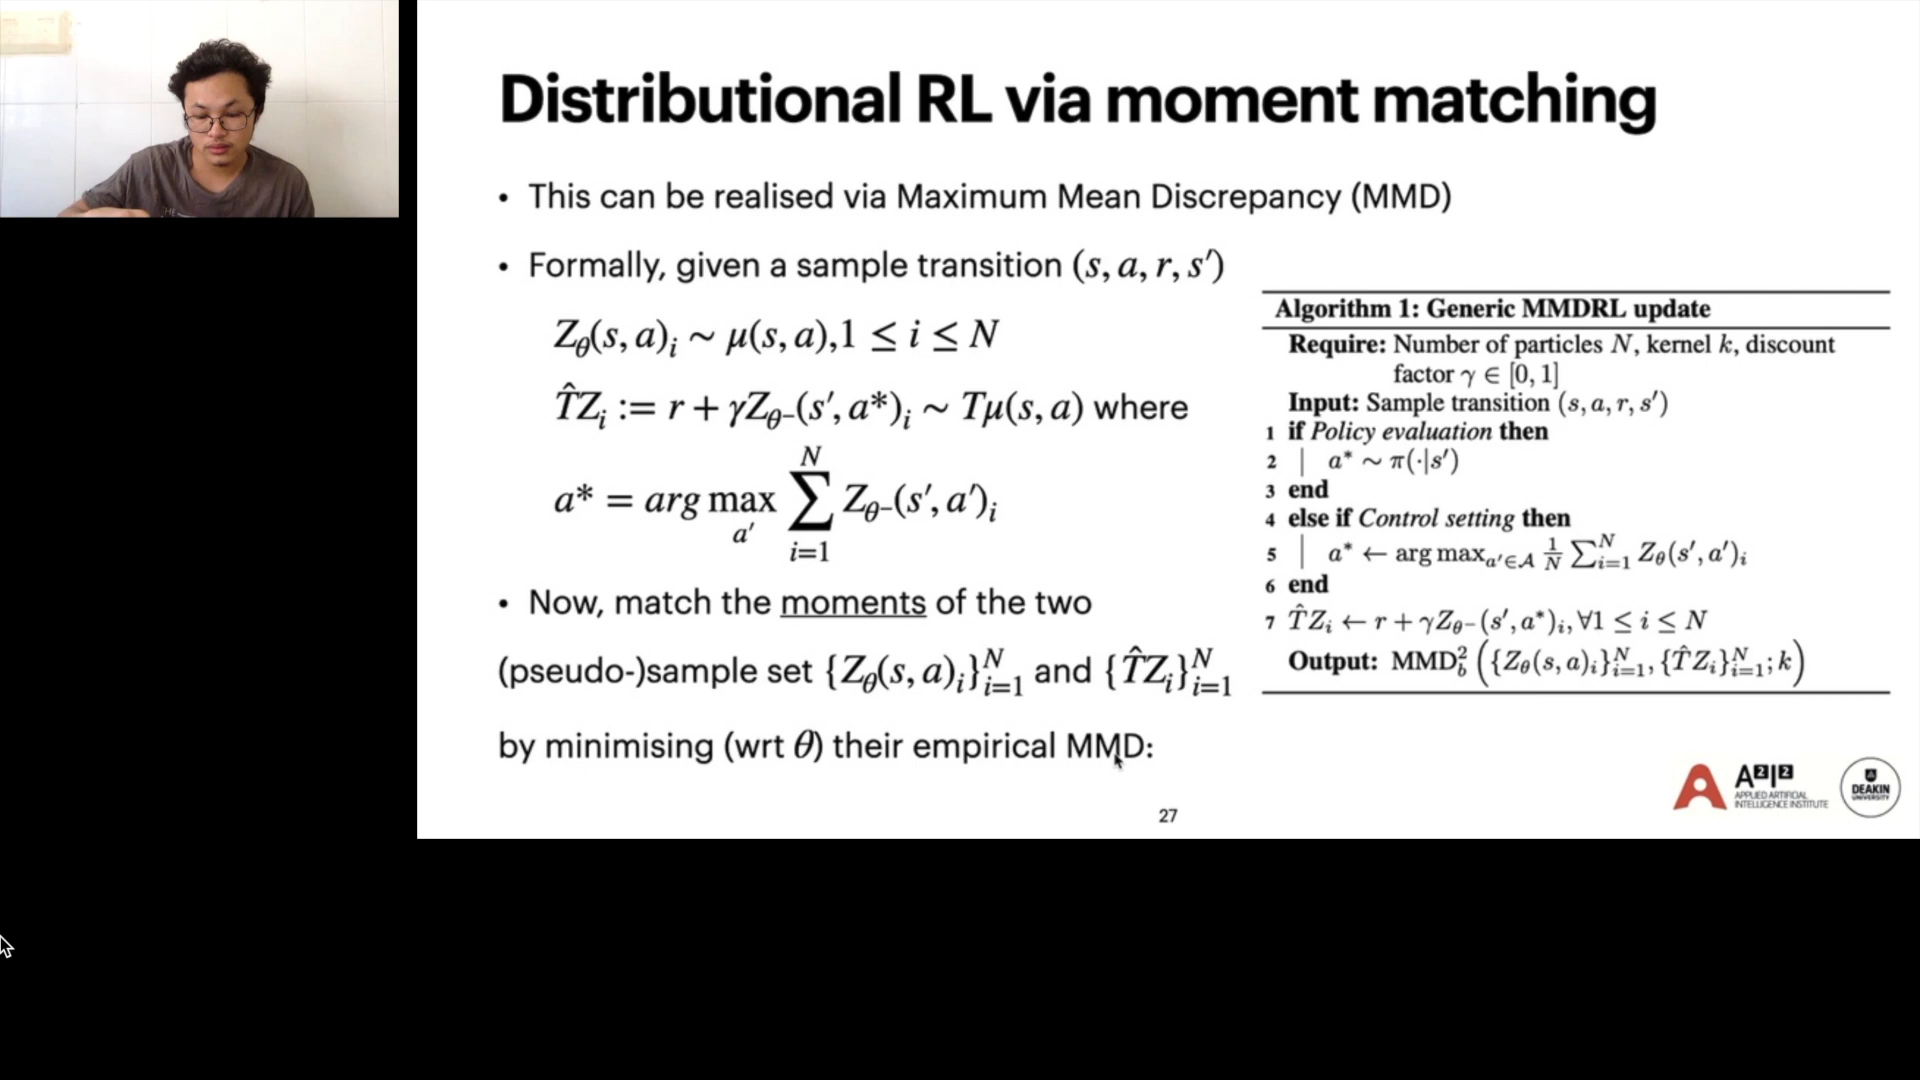 Distributional RL via moment matching
• This can be realised via Maximum Mean Discrepancy (MMD)
• Formally, given a sample transition (s, a, r, s′)
Z_θ(s, a)_i ∼ μ(s, a),1 ≤ i ≤ N
T̂Z_i := r + γZ_θ−(s′, a*)_i ∼ Tμ(s, a) where
a* = arg max_a′ ∑_{i=1}^N Z_θ−(s′, a′)_i
• Now, match the moments of the two
(pseudo-)sample set {Z_θ(s, a)_i}_{i=1}^N and {T̂Z_i}_{i=1}^N
by minimising (wrt θ) their empirical MMD:
Algorithm 1: Generic MMDRL update
Require: Number of particles N, kernel k, discount
factor γ ∈ [0, 1]
Input: Sample transition (s, a, r, s′)
1 if Policy evaluation then
2 | a* ∼ π(·|s′)
3 end
4 else if Control setting then
5 | a* ← arg max_{a′∈𝒜} 1/N ∑_{i=1}^N Z_θ(s′, a′)_i
6 end
7 T̂Z_i ← r + γZ_θ−(s′, a*)_i, ∀1 ≤ i ≤ N
Output: MMD_b^2 ({Z_θ(s, a)_i}_{i=1}^N, {T̂Z_i}_{i=1}^N; k)
27
A2I2
APPLIED ARTIFICIAL
INTELLIGENCE INSTITUTE
DEAKIN
UNIVERSITY
THE